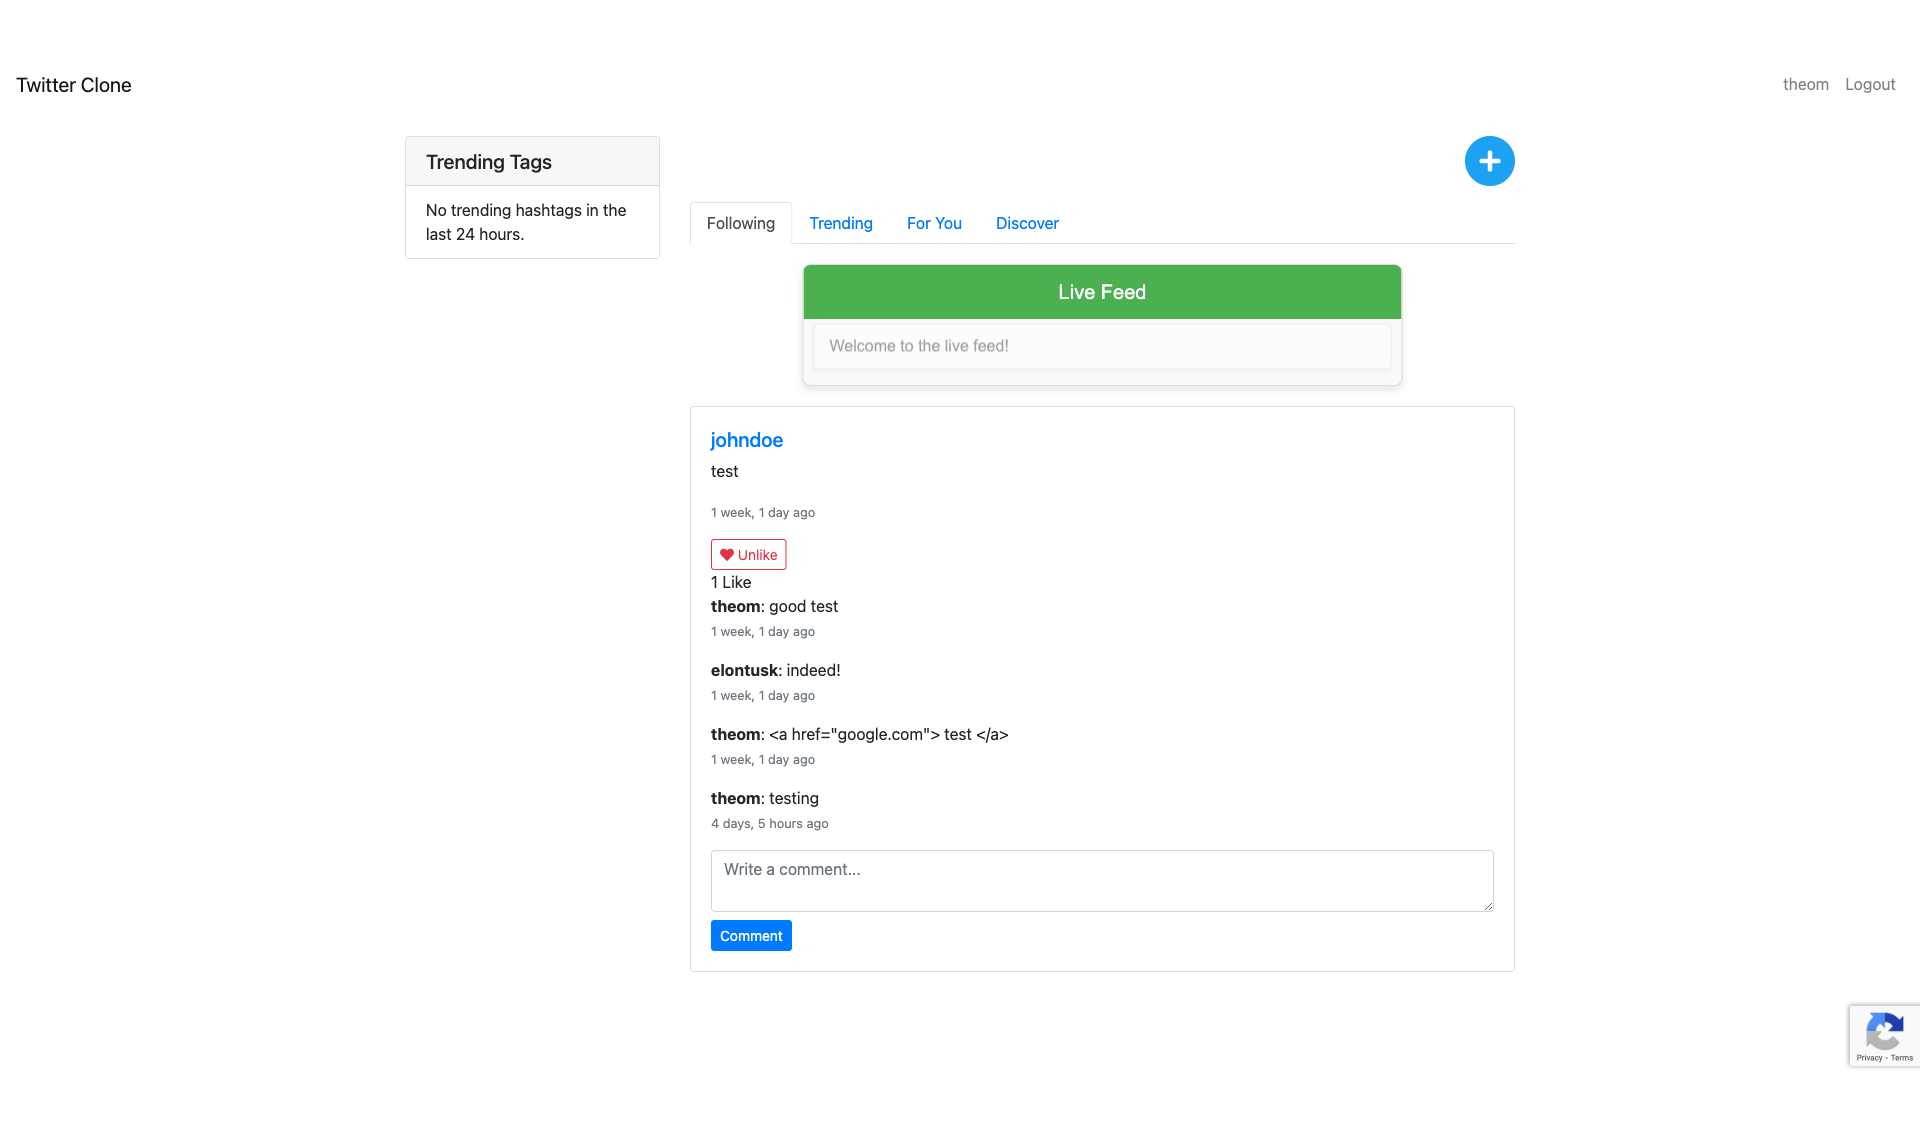 Twitter Clone
theom
Logout
Trending Tags
No trending hashtags in the
last 24 hours.
Following
Trending
For You
Discover
Live Feed
Welcome to the live feed!
johndoe
test
1 week, 1 day ago
Unlike
1 Like
theom: good test
1 week, 1 day ago
elontusk: indeed!
1 week, 1 day ago
theom: <a href="google.com"> test </a>
1 week, 1 day ago
theom: testing
4 days, 5 hours ago
Write a comment...
Comment
Privacy - Terms